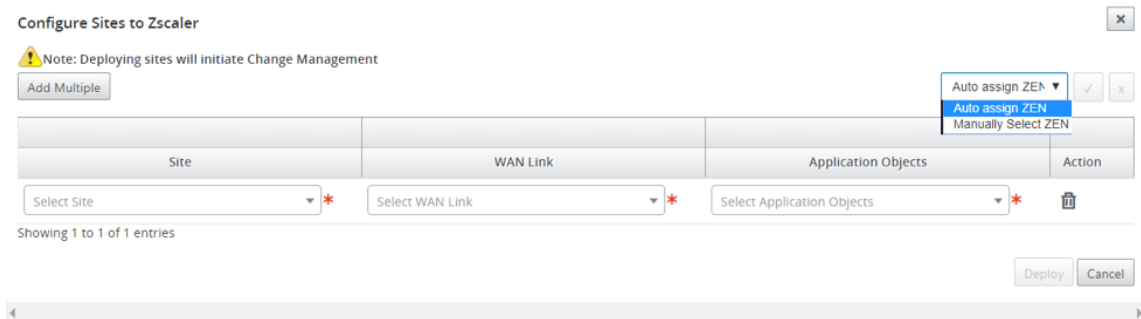 Configure Sites to Zscaler
x
Note: Deploying sites will initiate Change Management
Add Multiple
Auto assign ZEN
✓
x
Auto assign ZEN
Manually Select ZEN
Site
WAN Link
Application Objects
Action
Select Site
*
Select WAN Link
*
Select Application Objects
*
Showing 1 to 1 of 1 entries
Deploy
Cancel